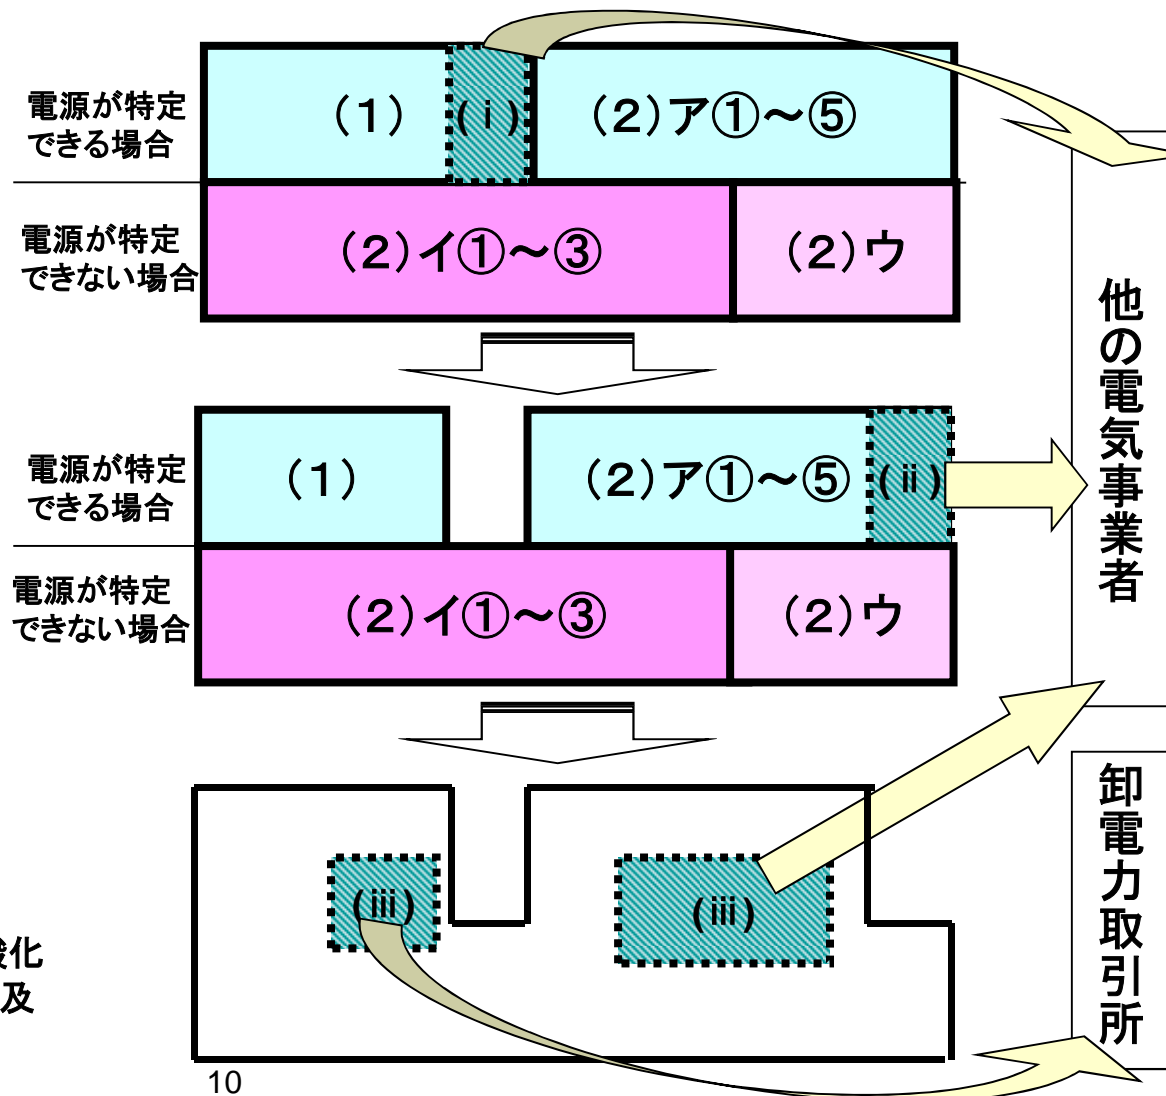 電源が特定
できる場合
(1)
(ⅰ)
(2)ア①～⑤
電源が特定
できない場合
(2)イ①～③
(2)ウ
他の電気事業者
電源が特定
できる場合
(1)
(2)ア①～⑤
(ⅱ)
電源が特定
できない場合
(2)イ①～③
(2)ウ
(ⅲ)
(ⅲ)
卸電力取引所
酸化
及
10